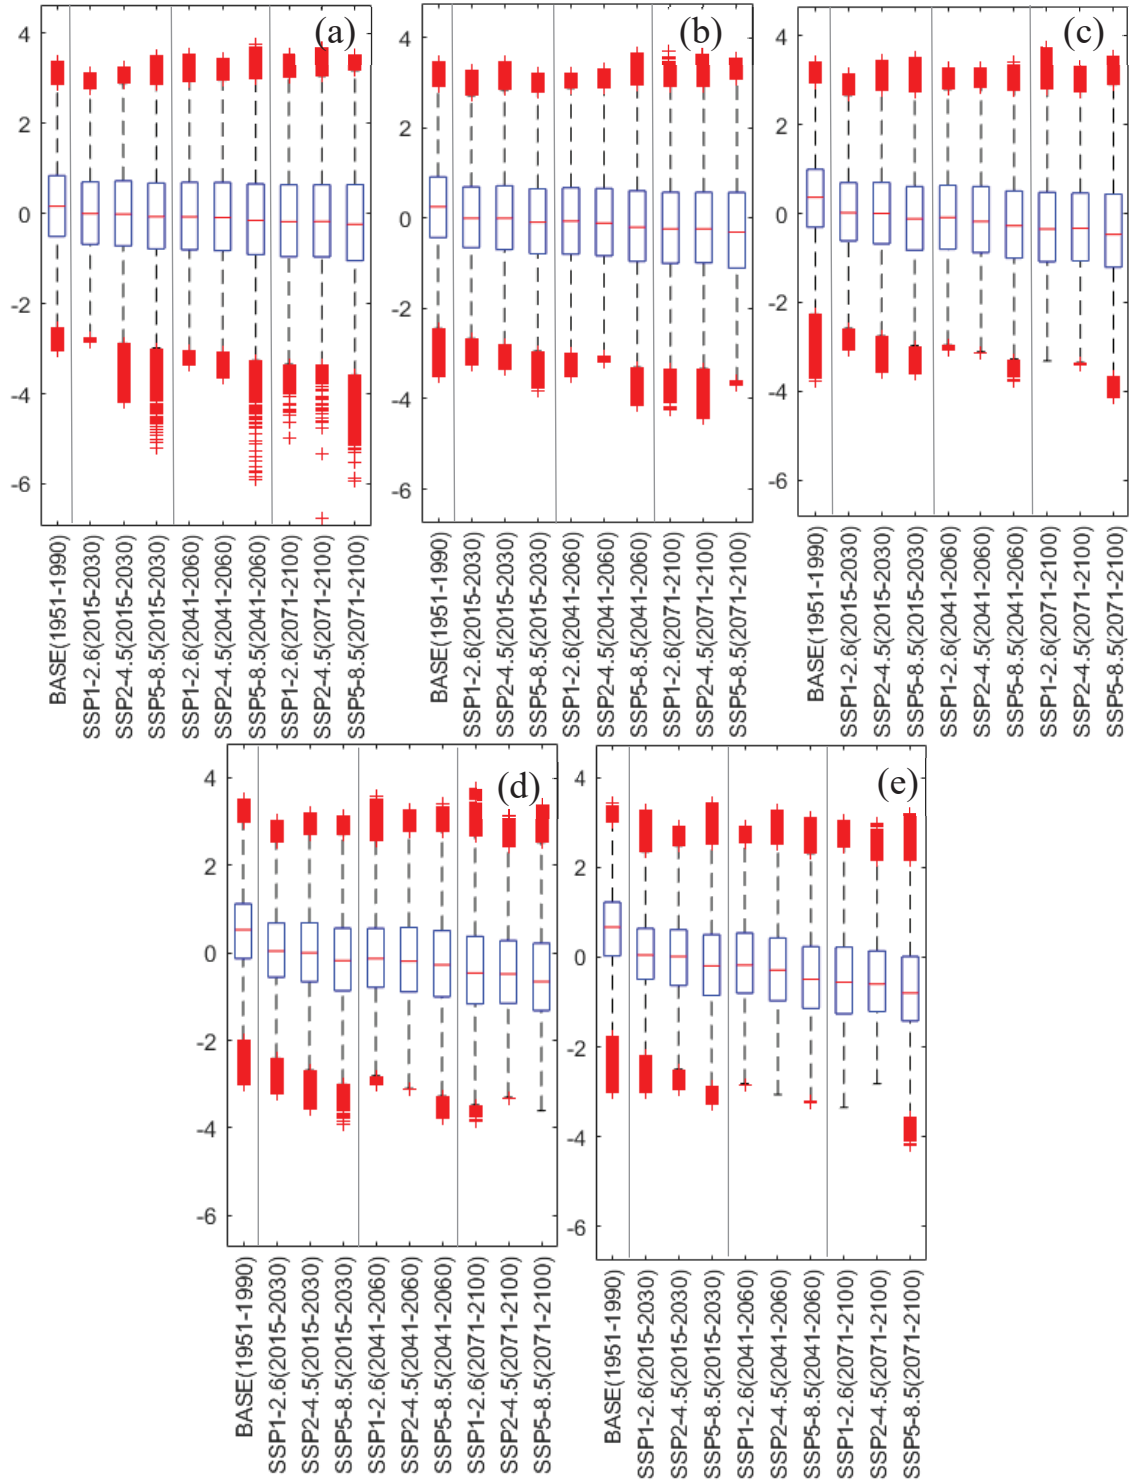 (a)
4
2
0
-2
-4
-6
BASE(1951-1990)
SSP1-2.6(2015-2030)
SSP2-4.5(2015-2030)
SSP5-8.5(2015-2030)
SSP1-2.6(2041-2060)
SSP2-4.5(2041-2060)
SSP5-8.5(2041-2060)
SSP1-2.6(2071-2100)
SSP2-4.5(2071-2100)
SSP5-8.5(2071-2100)
(b)
4
2
0
-2
-4
-6
BASE(1951-1990)
SSP1-2.6(2015-2030)
SSP2-4.5(2015-2030)
SSP5-8.5(2015-2030)
SSP1-2.6(2041-2060)
SSP2-4.5(2041-2060)
SSP5-8.5(2041-2060)
SSP1-2.6(2071-2100)
SSP2-4.5(2071-2100)
SSP5-8.5(2071-2100)
(c)
4
2
0
-2
-4
-6
BASE(1951-1990)
SSP1-2.6(2015-2030)
SSP2-4.5(2015-2030)
SSP5-8.5(2015-2030)
SSP1-2.6(2041-2060)
SSP2-4.5(2041-2060)
SSP5-8.5(2041-2060)
SSP1-2.6(2071-2100)
SSP2-4.5(2071-2100)
SSP5-8.5(2071-2100)
(d)
4
2
0
-2
-4
-6
BASE(1951-1990)
SSP1-2.6(2015-2030)
SSP2-4.5(2015-2030)
SSP5-8.5(2015-2030)
SSP1-2.6(2041-2060)
SSP2-4.5(2041-2060)
SSP5-8.5(2041-2060)
SSP1-2.6(2071-2100)
SSP2-4.5(2071-2100)
SSP5-8.5(2071-2100)
(e)
4
2
0
-2
-4
-6
BASE(1951-1990)
SSP1-2.6(2015-2030)
SSP2-4.5(2015-2030)
SSP5-8.5(2015-2030)
SSP1-2.6(2041-2060)
SSP2-4.5(2041-2060)
SSP5-8.5(2041-2060)
SSP1-2.6(2071-2100)
SSP2-4.5(2071-2100)
SSP5-8.5(2071-2100)